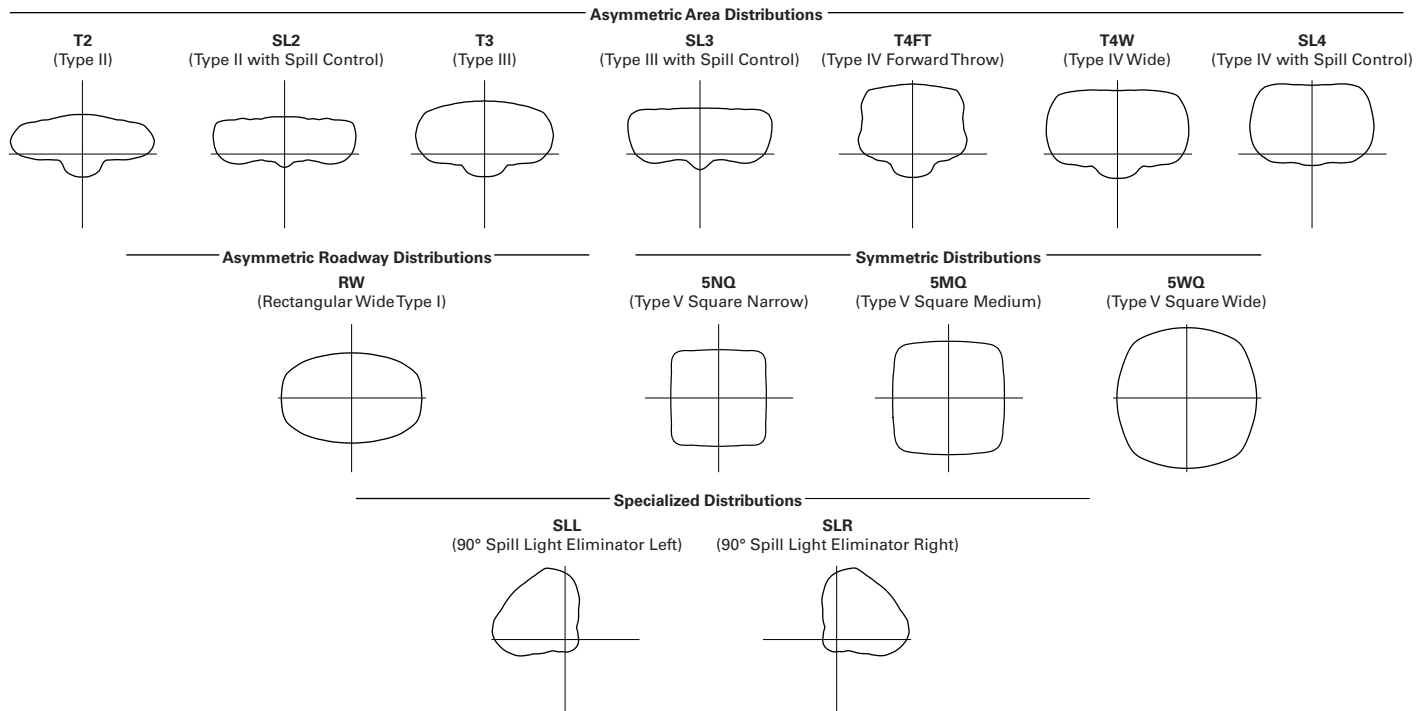 Asymmetric Area Distributions
T2
(Type II)
SL2
(Type II with Spill Control)
T3
(Type III)
SL3
(Type III with Spill Control)
T4FT
(Type IV Forward Throw)
T4W
(Type IV Wide)
SL4
(Type IV with Spill Control)
Asymmetric Roadway Distributions
RW
(Rectangular Wide Type I)
Symmetric Distributions
5NQ
(Type V Square Narrow)
5MQ
(Type V Square Medium)
5WQ
(Type V Square Wide)
Specialized Distributions
SLL
(90° Spill Light Eliminator Left)
SLR
(90° Spill Light Eliminator Right)